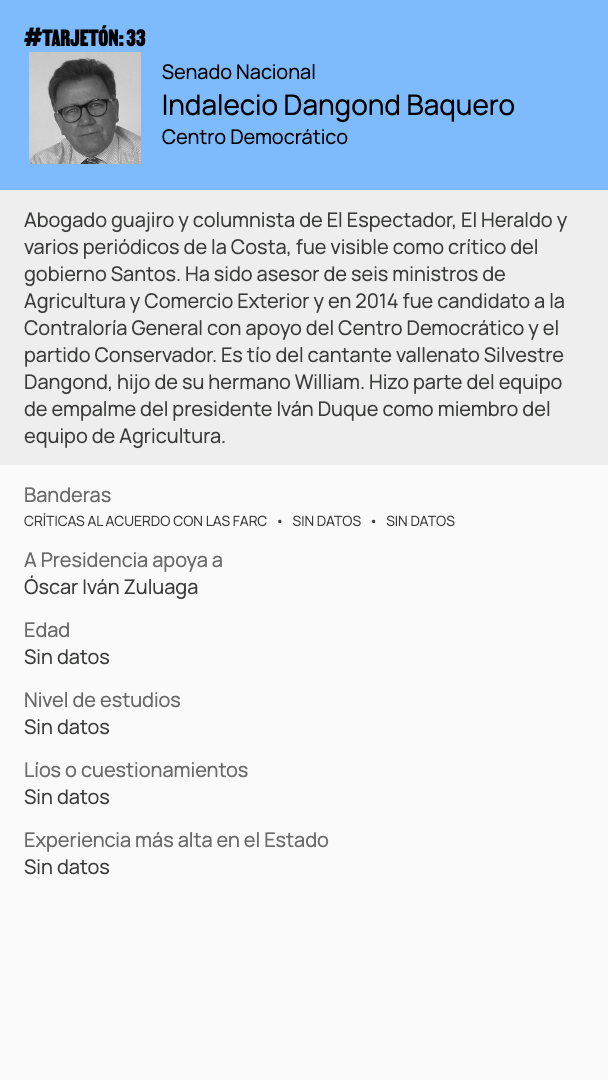 #TARJETÓN: 33
Senado Nacional
Indalecio Dangond Baquero
Centro Democrático
Abogado guajiro y columnista de El Espectador, El Heraldo y
varios periódicos de la Costa, fue visible como crítico del
gobierno Santos. Ha sido asesor de seis ministros de
Agricultura y Comercio Exterior y en 2014 fue candidato a la
Contraloría General con apoyo del Centro Democrático y el
partido Conservador. Es tío del cantante vallenato Silvestre
Dangond, hijo de su hermano William. Hizo parte del equipo
de empalme del presidente Iván Duque como miembro del
equipo de Agricultura.
Banderas
CRÍTICAS AL ACUERDO CON LAS FARC • SIN DATOS • SIN DATOS
A Presidencia apoya a
Óscar Iván Zuluaga
Edad
Sin datos
Nivel de estudios
Sin datos
Líos o cuestionamientos
Sin datos
Experiencia más alta en el Estado
Sin datos